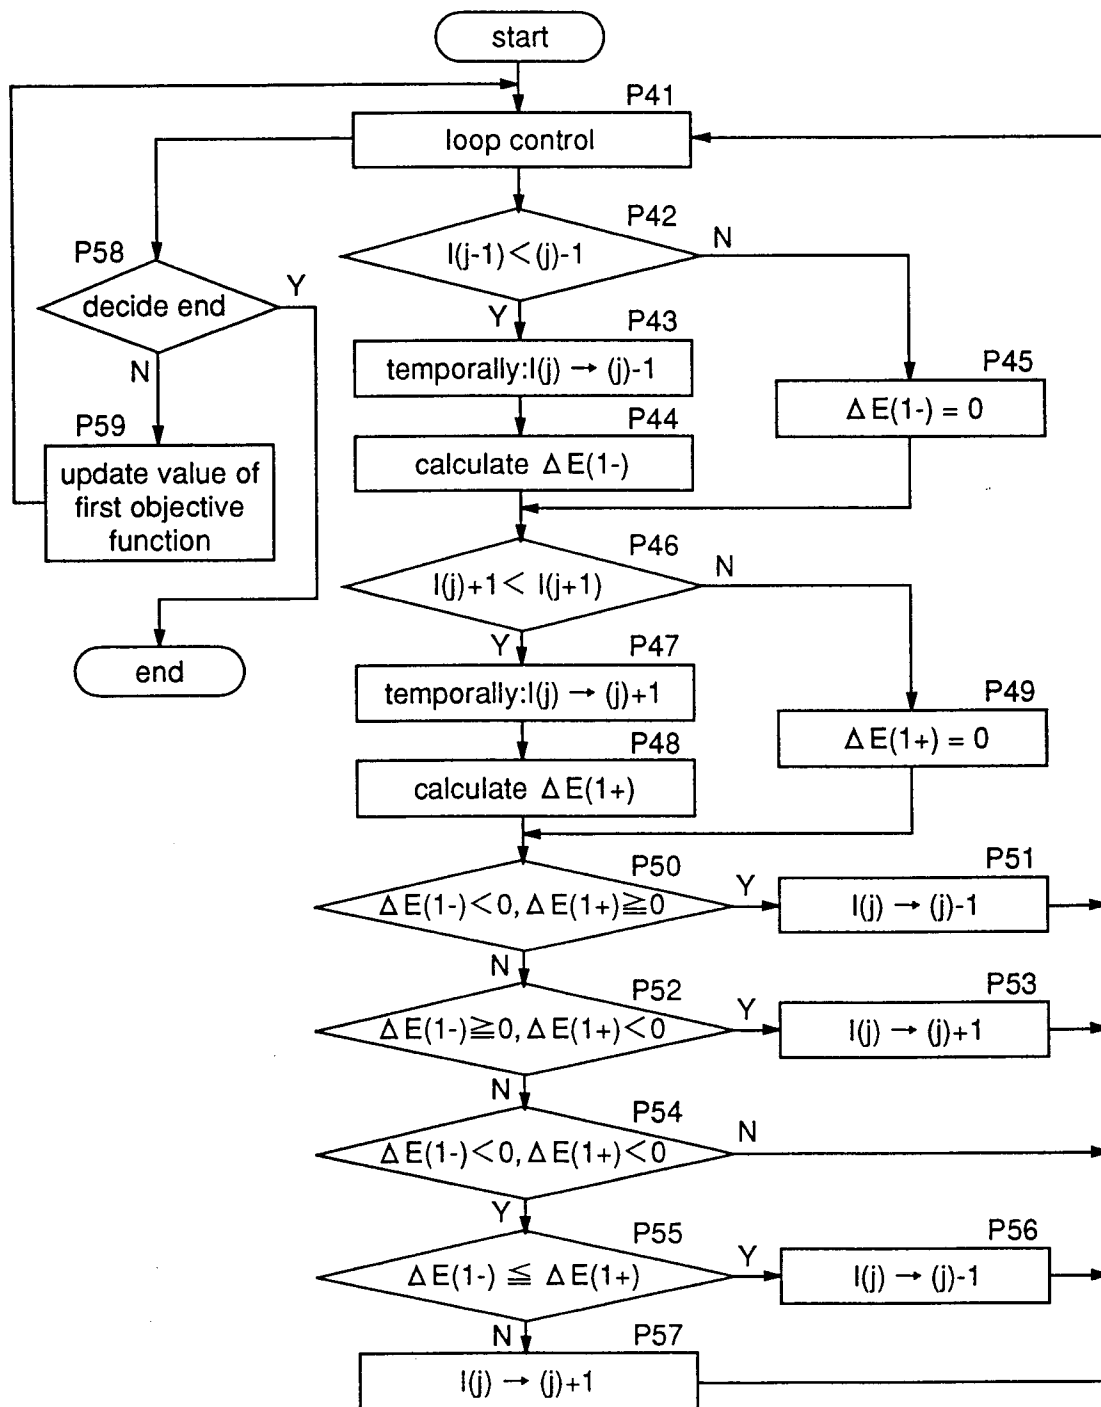 start
P41
loop control
P42
I(j-1)<(j)-1
N
Y
P58
decide end
Y
N
P43
temporally:I(j) → (j)-1
P45
ΔE(1-) = 0
P44
calculate ΔE(1-)
P59
update value of
first objective
function
P46
I(j)+1< I(j+1)
N
Y
end
P47
temporally:I(j) → (j)+1
P49
ΔE(1+) = 0
P48
calculate ΔE(1+)
P50
ΔE(1-)<0, ΔE(1+)≧0
Y
N
P51
I(j) → (j)-1
P52
ΔE(1-)≧0, ΔE(1+)<0
Y
N
P53
I(j) → (j)+1
P54
ΔE(1-)<0, ΔE(1+)<0
N
Y
P55
ΔE(1-) ≦ ΔE(1+)
Y
N
P56
I(j) → (j)-1
P57
I(j) → (j)+1